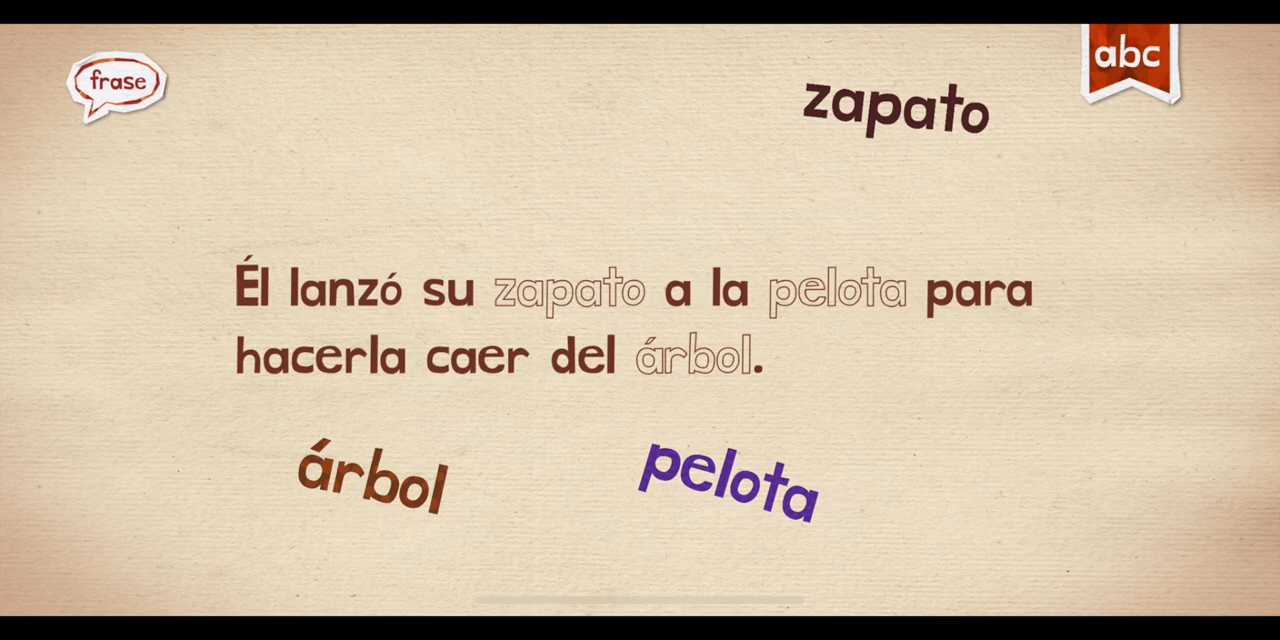 frase
abc
zapato
Él lanzó su zapato a la pelota para
hacerla caer del árbol.
árbol
pelota